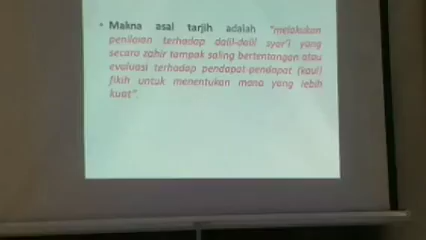 • Makna asal tarjih adalah "melakukan
penilaian terhadap dalil-dalil syar'i yang
secara zahir tampak saling bertentangan atau
evaluasi terhadap pendapat-pendapat (kaul)
fikih untuk menentukan mana yang lebih
kuat".